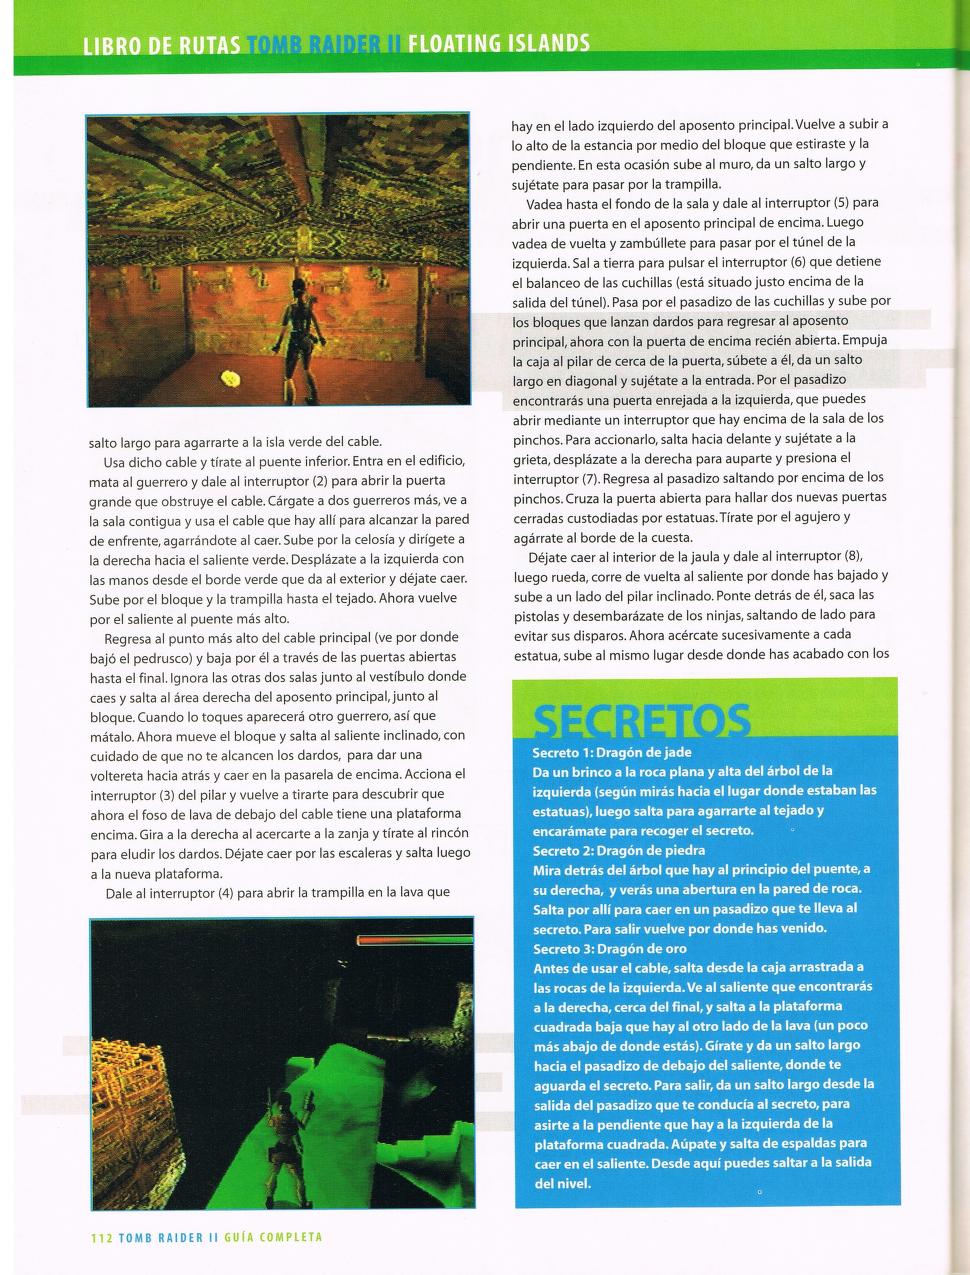 LIBRO DE RUTAS TOMB RAIDER II FLOATING ISLANDS
salto largo para agarrarte a la isla verde del cable.
Usa dicho cable y tírate al puente inferior. Entra en el edificio,
mata al guerrero y dale al interruptor (2) para abrir la puerta
grande que obstruye el cable. Cárgate a dos guerreros más, ve a
la sala contigua y usa el cable que hay allí para alcanzar la pared
de enfrente, agarrándote al caer. Sube por la celosía y dirígete a
la derecha hacia el saliente verde. Desplázate a la izquierda con
las manos desde el borde verde que da al exterior y déjate caer.
Sube por el bloque y la trampilla hasta el tejado. Ahora vuelve
por el saliente al puente más alto.
Regresa al punto más alto del cable principal (ve por donde
bajó el pedrusco) y baja por él a través de las puertas abiertas
hasta el final. Ignora las otras dos salas junto al vestíbulo donde
caes y salta al área derecha del aposento principal, junto al
bloque. Cuando lo toques aparecerá otro guerrero, así que
mátalo. Ahora mueve el bloque y salta al saliente inclinado, con
cuidado de que no te alcancen los dardos, para dar una
voltereta hacia atrás y caer en la pasarela de encima. Acciona el
interruptor (3) del pilar y vuelve a tirarte para descubrir que
ahora el foso de lava de debajo del cable tiene una plataforma
encima. Gira a la derecha al acercarte a la zanja y tírate al rincón
para eludir los dardos. Déjate caer por las escaleras y salta luego
a la nueva plataforma.
Dale al interruptor (4) para abrir la trampilla en la lava que
hay en el lado izquierdo del aposento principal. Vuelve a subir a
lo alto de la estancia por medio del bloque que estiraste y la
pendiente. En esta ocasión sube al muro, da un salto largo y
sujétate para pasar por la trampilla.
Vadea hasta el fondo de la sala y dale al interruptor (5) para
abrir una puerta en el aposento principal de encima. Luego
vadea de vuelta y zambúllete para pasar por el túnel de la
izquierda. Sal a tierra para pulsar el interruptor (6) que detiene
el balanceo de las cuchillas (está situado justo encima de la
salida del túnel). Pasa por el pasadizo de las cuchillas y sube por
los bloques que lanzan dardos para regresar al aposento
principal, ahora con la puerta de encima recién abierta. Empuja
la caja al pilar de cerca de la puerta, súbete a él, da un salto
largo en diagonal y sujétate a la entrada. Por el pasadizo
encontrarás una puerta enrejada a la izquierda, que puedes
abrir mediante un interruptor que hay encima de la sala de los
pinchos. Para accionarlo, salta hacia delante y sujétate a la
grieta, desplázate a la derecha para auparte y presiona el
interruptor (7). Regresa al pasadizo saltando por encima de los
pinchos. Cruza la puerta abierta para hallar dos nuevas puertas
cerradas custodiadas por estatuas. Tírate por el agujero y
agárrate al borde de la cuesta.
Déjate caer al interior de la jaula y dale al interruptor (8),
luego rueda, corre de vuelta al saliente por donde has bajado y
sube a un lado del pilar inclinado. Ponte detrás de él, saca las
pistolas y desembarázate de los ninjas, saltando de lado para
evitar sus disparos. Ahora acércate sucesivamente a cada
estatua, sube al mismo lugar desde donde has acabado con los
SECRETOS
Secreto 1: Dragón de jade
Da un brinco a la roca plana y alta del árbol de la
izquierda (según mirás hacia el lugar donde estaban las
estatuas), luego salta para agarrarte al tejado y
encarámate para recoger el secreto.
Secreto 2: Dragón de piedra
Mira detrás del árbol que hay al principio del puente, a
su derecha, y verás una abertura en la pared de roca.
Salta por allí para caer en un pasadizo que te lleva al
secreto. Para salir vuelve por donde has venido.
Secreto 3: Dragón de oro
Antes de usar el cable, salta desde la caja arrastrada a
las rocas de la izquierda. Ve al saliente que encontrarás
a la derecha, cerca del final, y salta a la plataforma
cuadrada baja que hay al otro lado de la lava (un poco
más abajo de donde estás). Gírate y da un salto largo
hacia el pasadizo de debajo del saliente, donde te
aguarda el secreto. Para salir, da un salto largo desde la
salida del pasadizo que te conducía al secreto, para
asirte a la pendiente que hay a la izquierda de la
plataforma cuadrada. Aúpate y salta de espaldas para
caer en el saliente. Desde aquí puedes saltar a la salida
del nivel.
112 TOMB RAIDER II GUÍA COMPLETA